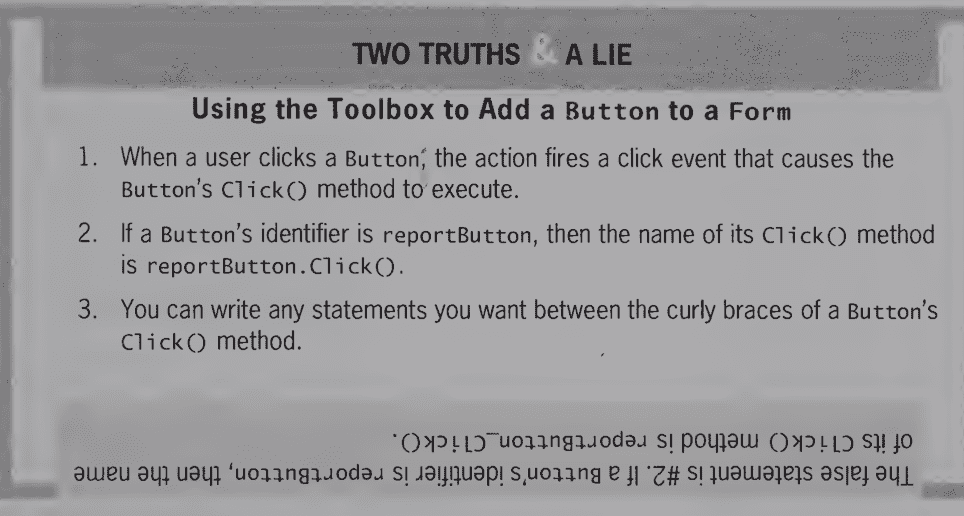 TWO TRUTHS & A LIE
Using the Toolbox to Add a Button to a Form
1. When a user clicks a Button, the action fires a click event that causes the
Button's Click() method to execute.
2. If a Button's identifier is reportButton, then the name of its Click() method
is reportButton.Click().
3. You can write any statements you want between the curly braces of a Button's
Click() method.
The false statement is #2. If a Button's identifier is reportButton, then the name
of its Click() method is reportButton_Click().